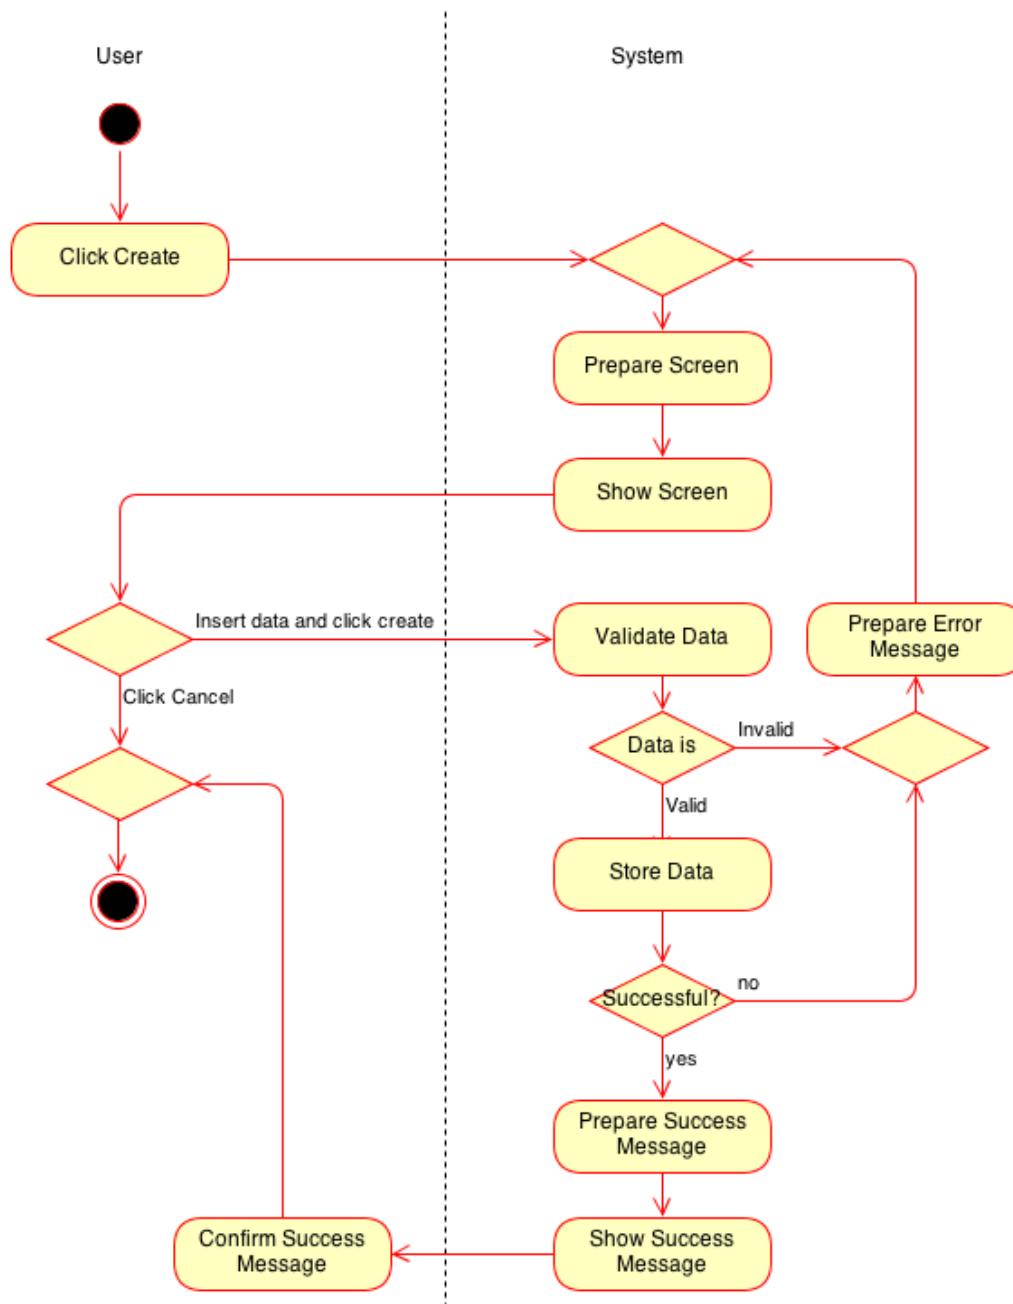 User
System
Click Create
Prepare Screen
Show Screen
Insert data and click create
Validate Data
Prepare Error
Message
Click Cancel
Data is
Invalid
Valid
Store Data
Successful?
no
yes
Prepare Success
Message
Confirm Success
Message
Show Success
Message